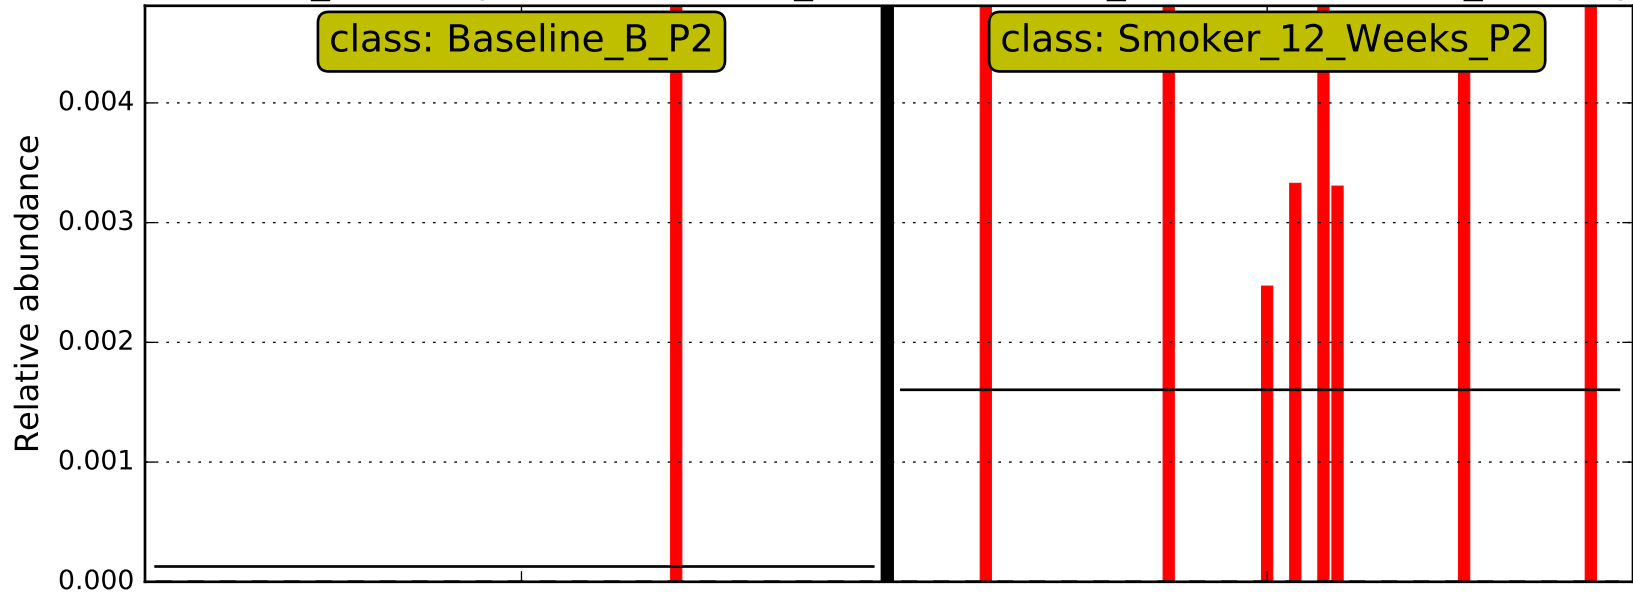 class: Baseline_B_P2
class: Smoker_12_Weeks_P2
Relative abundance
0.004
0.003
0.002
0.001
0.000